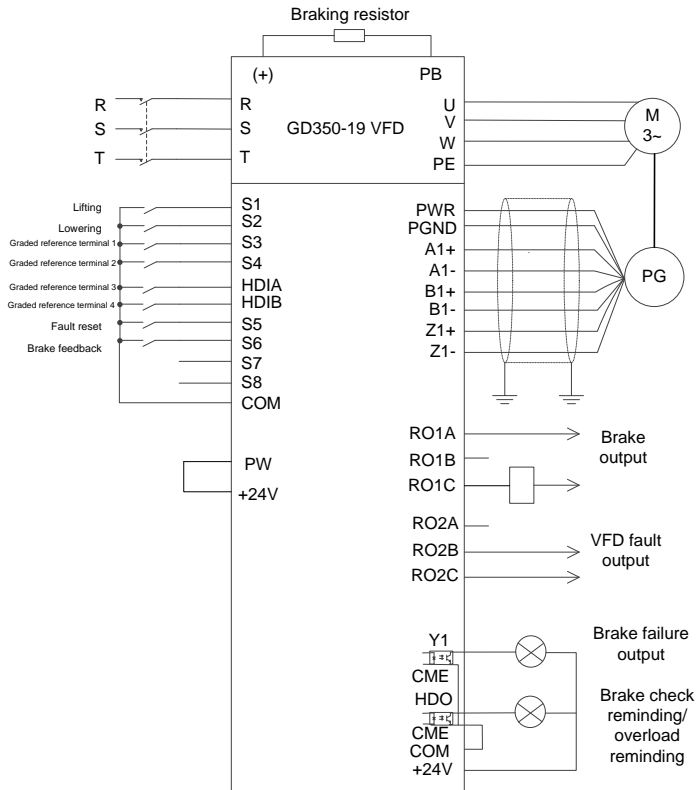 Braking resistor
(+)
PB
R
S
T
R
S
T
GD350-19 VFD
U
V
W
PE
M
3~
Lifting
Lowering
Graded reference terminal 1
Graded reference terminal 2
Graded reference terminal 3
Graded reference terminal 4
Fault reset
Brake feedback
S1
S2
S3
S4
HDIA
HDIB
S5
S6
S7
S8
COM
PW
+24V
PWR
PGND
A1+
A1-
B1+
B1-
Z1+
Z1-
PG
RO1A
RO1B
RO1C
Brake
output
RO2A
RO2B
RO2C
VFD fault
output
Y1
CME
HDO
CME
COM
+24V
Brake failure
output
Brake check
reminding/
overload
reminding